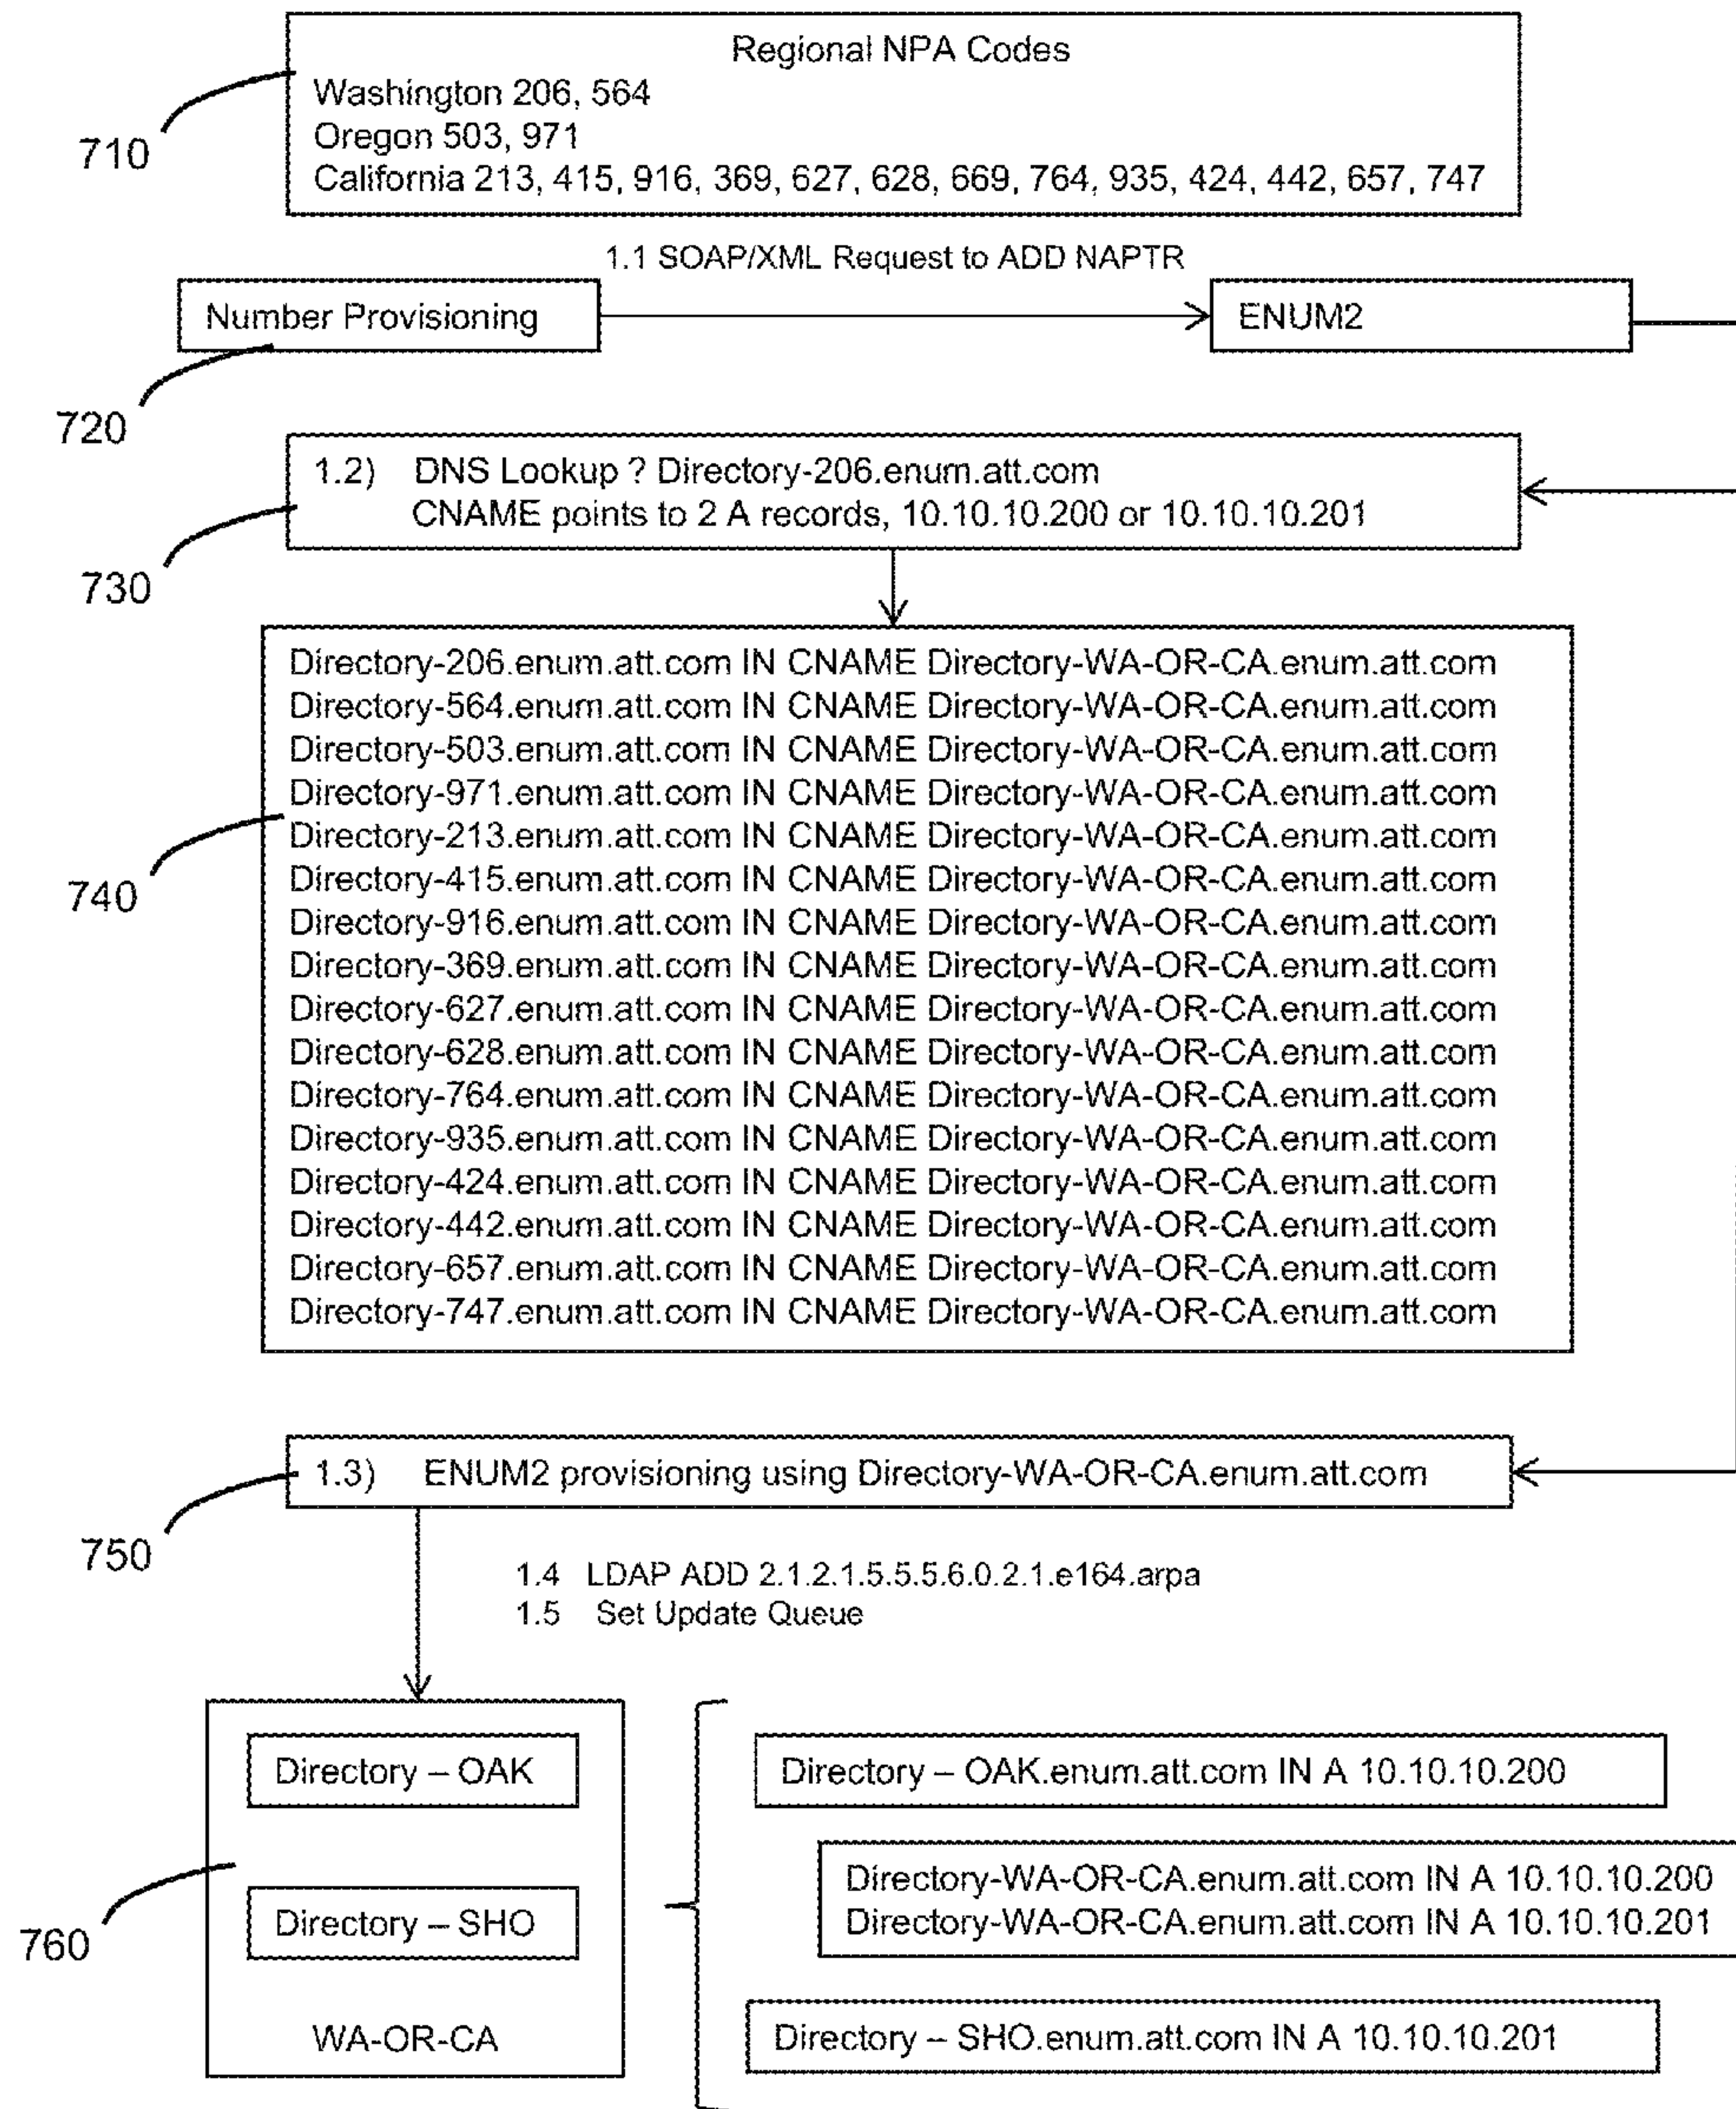 Regional NPA Codes
Washington 206, 564
Oregon 503, 971
California 213, 415, 916, 369, 627, 628, 669, 764, 935, 424, 442, 657, 747
710
1.1 SOAP/XML Request to ADD NAPTR
Number Provisioning
ENUM2
720
1.2) DNS Lookup ? Directory-206.enum.att.com
CNAME points to 2 A records, 10.10.10.200 or 10.10.10.201
730
Directory-206.enum.att.com IN CNAME Directory-WA-OR-CA.enum.att.com
Directory-564.enum.att.com IN CNAME Directory-WA-OR-CA.enum.att.com
Directory-503.enum.att.com IN CNAME Directory-WA-OR-CA.enum.att.com
Directory-971.enum.att.com IN CNAME Directory-WA-OR-CA.enum.att.com
Directory-213.enum.att.com IN CNAME Directory-WA-OR-CA.enum.att.com
Directory-415.enum.att.com IN CNAME Directory-WA-OR-CA.enum.att.com
Directory-916.enum.att.com IN CNAME Directory-WA-OR-CA.enum.att.com
Directory-369.enum.att.com IN CNAME Directory-WA-OR-CA.enum.att.com
Directory-627.enum.att.com IN CNAME Directory-WA-OR-CA.enum.att.com
Directory-628.enum.att.com IN CNAME Directory-WA-OR-CA.enum.att.com
Directory-764.enum.att.com IN CNAME Directory-WA-OR-CA.enum.att.com
Directory-935.enum.att.com IN CNAME Directory-WA-OR-CA.enum.att.com
Directory-424.enum.att.com IN CNAME Directory-WA-OR-CA.enum.att.com
Directory-442.enum.att.com IN CNAME Directory-WA-OR-CA.enum.att.com
Directory-657.enum.att.com IN CNAME Directory-WA-OR-CA.enum.att.com
Directory-747.enum.att.com IN CNAME Directory-WA-OR-CA.enum.att.com
740
1.3) ENUM2 provisioning using Directory-WA-OR-CA.enum.att.com
750
1.4 LDAP ADD 2.1.2.1.5.5.5.6.0.2.1.e164.arpa
1.5 Set Update Queue
Directory – OAK
Directory – SHO
WA-OR-CA
760
Directory – OAK.enum.att.com IN A 10.10.10.200
Directory-WA-OR-CA.enum.att.com IN A 10.10.10.200
Directory-WA-OR-CA.enum.att.com IN A 10.10.10.201
Directory – SHO.enum.att.com IN A 10.10.10.201